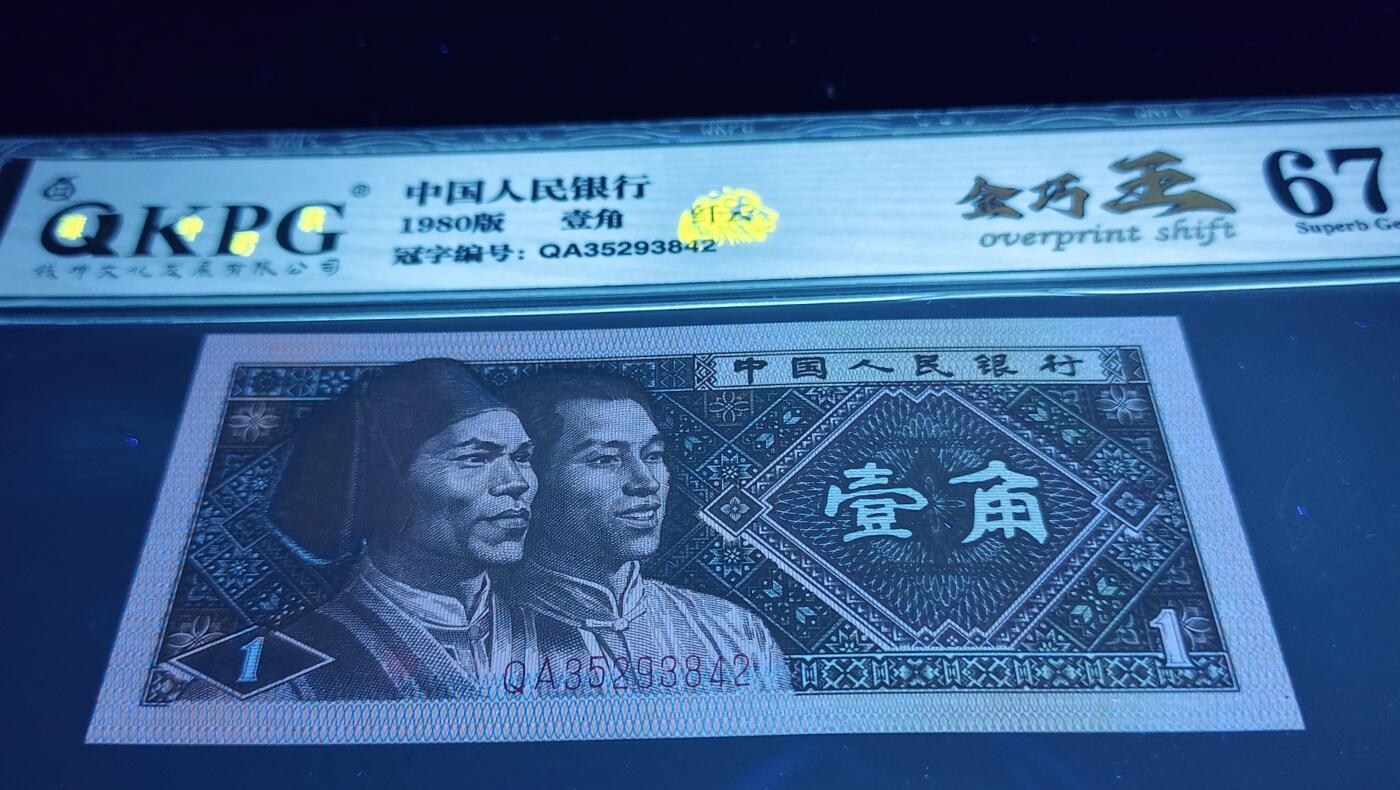 QKPG®
钱坤文化发展有限公司
中国人民银行
1980版 壹角
冠字编号: QA35293842
金巧王
overprint shift
67
Superb Ge
中国人民银行
壹角
1
1
QA35293842